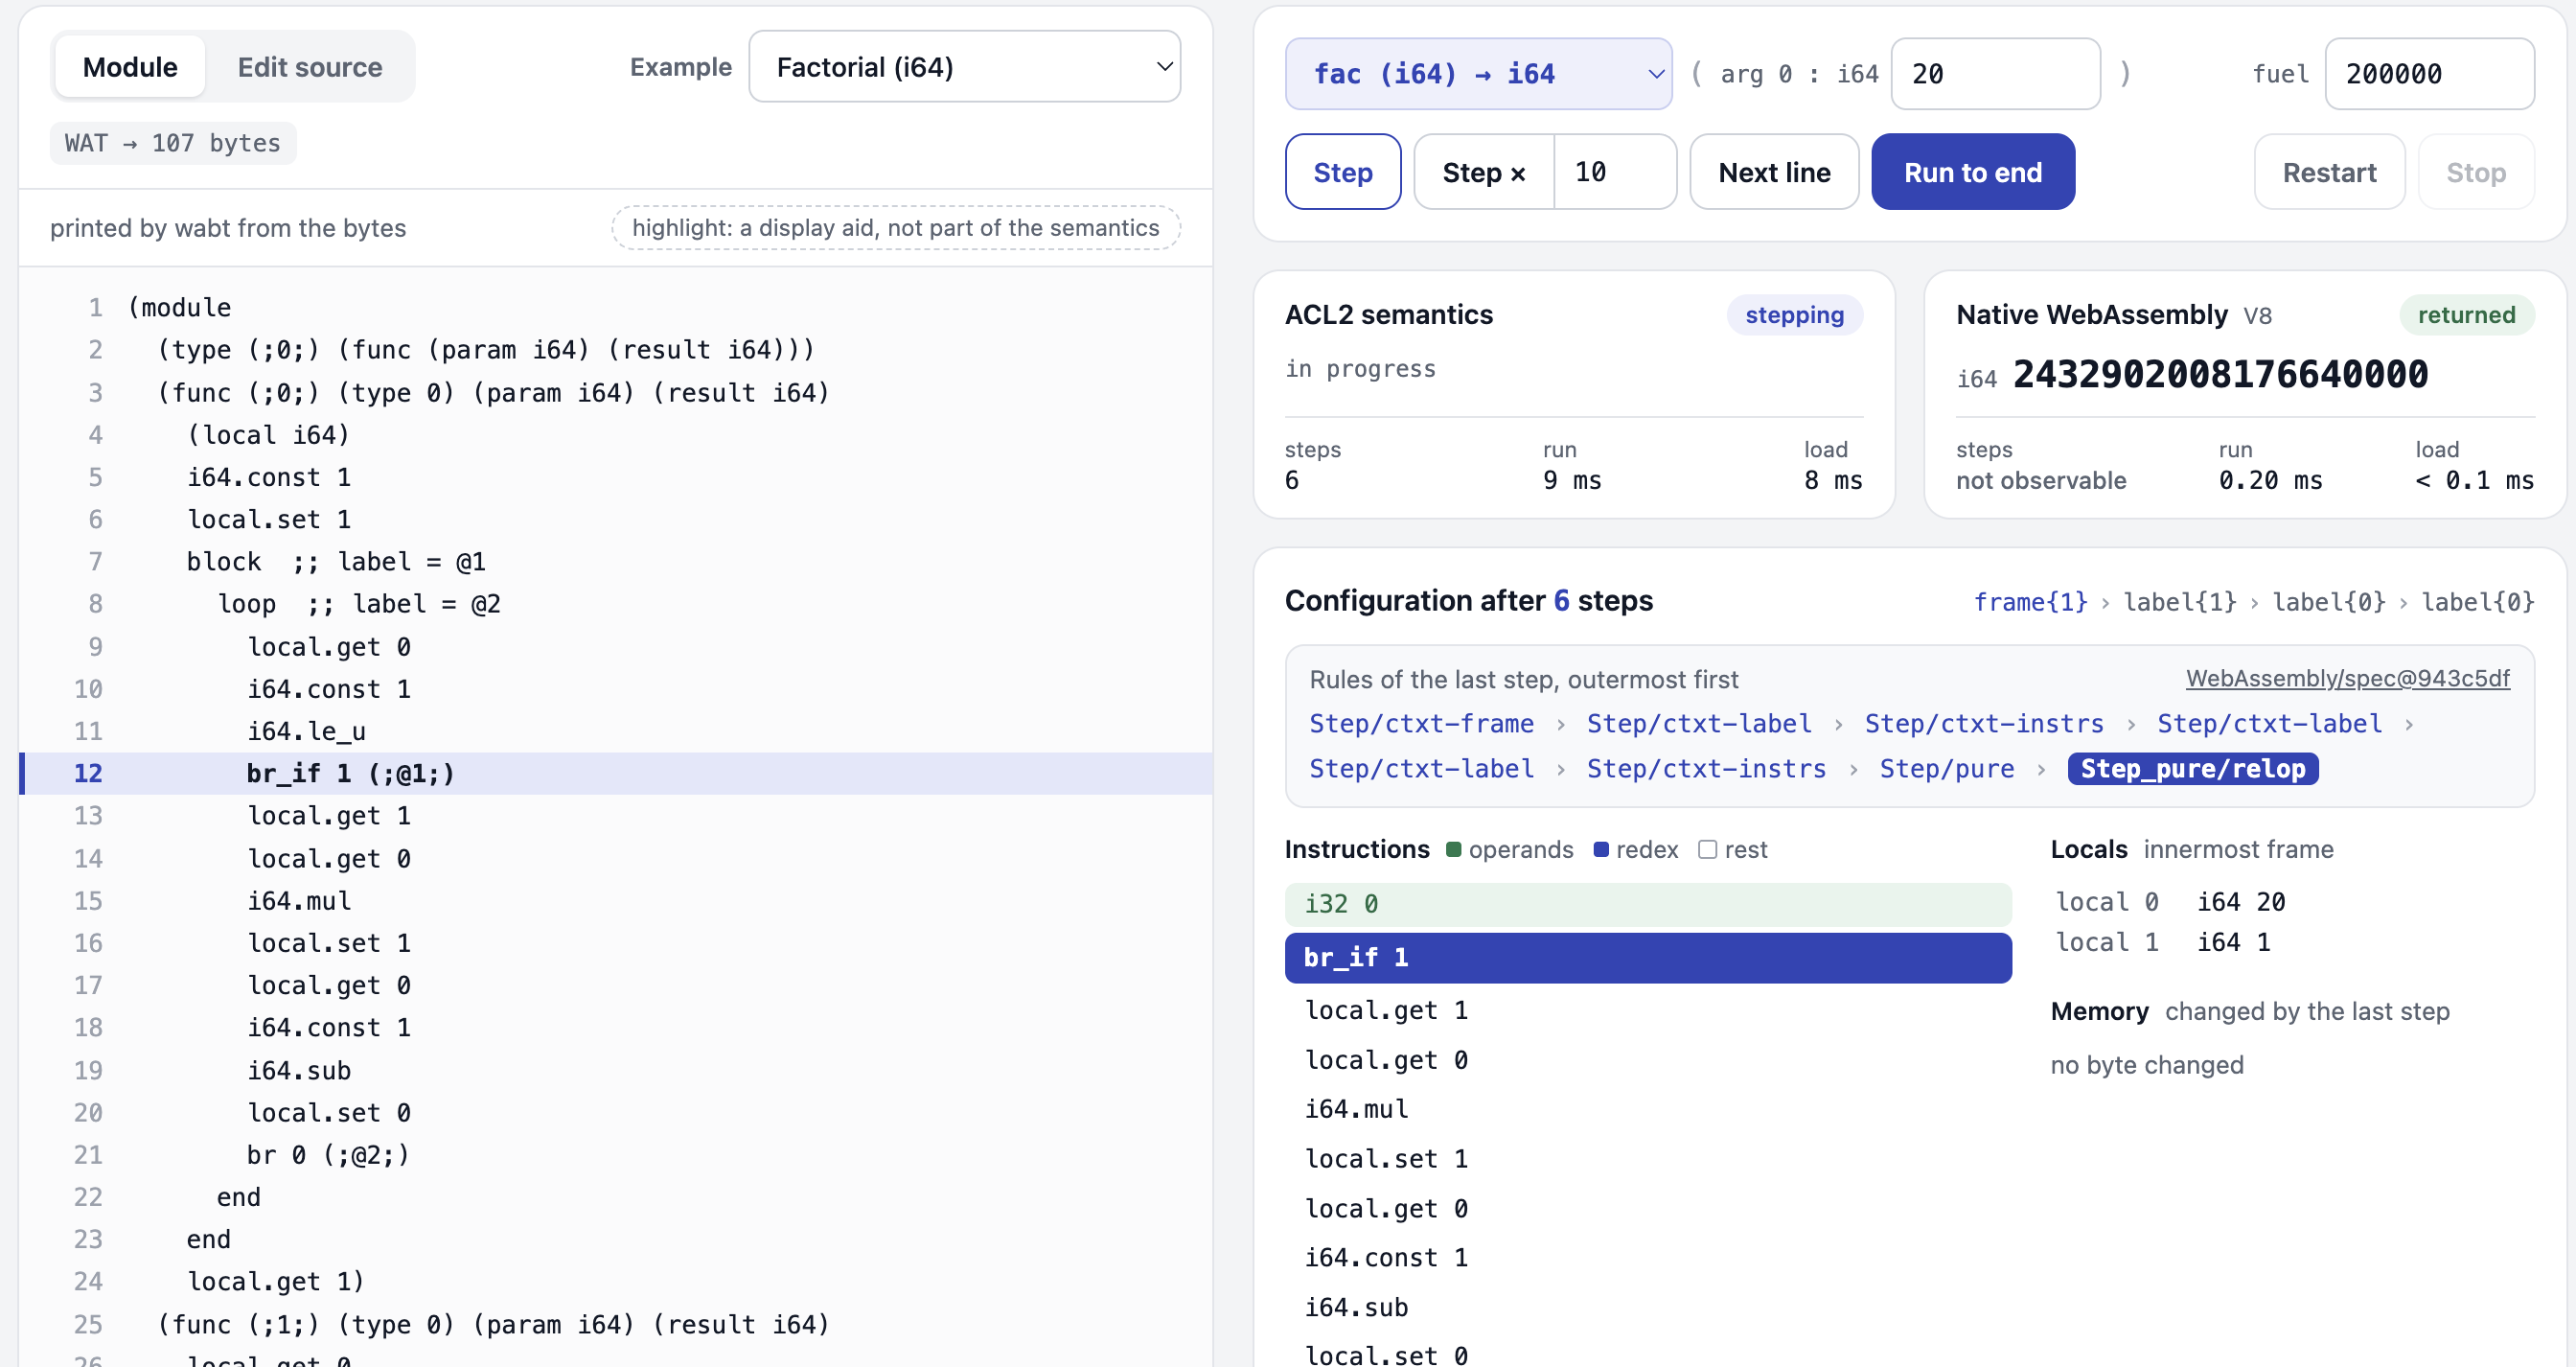 Module
Edit source
Example
Factorial (i64)
WAT → 107 bytes
printed by wabt from the bytes
highlight: a display aid, not part of the semantics
1 (module
2 (type (;0;) (func (param i64) (result i64)))
3 (func (;0;) (type 0) (param i64) (result i64)
4 (local i64)
5 i64.const 1
6 local.set 1
7 block  ;; label = @1
8 loop  ;; label = @2
9 local.get 0
10 i64.const 1
11 i64.le_u
12 br_if 1 (;@1;)
13 local.get 1
14 local.get 0
15 i64.mul
16 local.set 1
17 local.get 0
18 i64.const 1
19 i64.sub
20 local.set 0
21 br 0 (;@2;)
22 end
23 end
24 local.get 1)
25 (func (;1;) (type 0) (param i64) (result i64)
26 local.get 0
fac (i64) → i64 ( arg 0 : i64 20 ) fuel 200000
Step
Step ×
10
Next line
Run to end
Restart
Stop
ACL2 semantics stepping
in progress
steps run load
6 9 ms 8 ms
Native WebAssembly V8 returned
i64 2432902008176640000
steps run load
not observable 0.20 ms < 0.1 ms
Configuration after 6 steps
frame{1} › label{1} › label{0} › label{0}
Rules of the last step, outermost first
WebAssembly/spec@943c5df
Step/ctxt-frame › Step/ctxt-label › Step/ctxt-instrs › Step/ctxt-label ›
Step/ctxt-label › Step/ctxt-instrs › Step/pure › Step_pure/relop
Instructions operands redex rest
i32 0
br_if 1
local.get 1
local.get 0
i64.mul
local.set 1
local.get 0
i64.const 1
i64.sub
local.set 0
Locals innermost frame
local 0 i64 20
local 1 i64 1
Memory changed by the last step
no byte changed